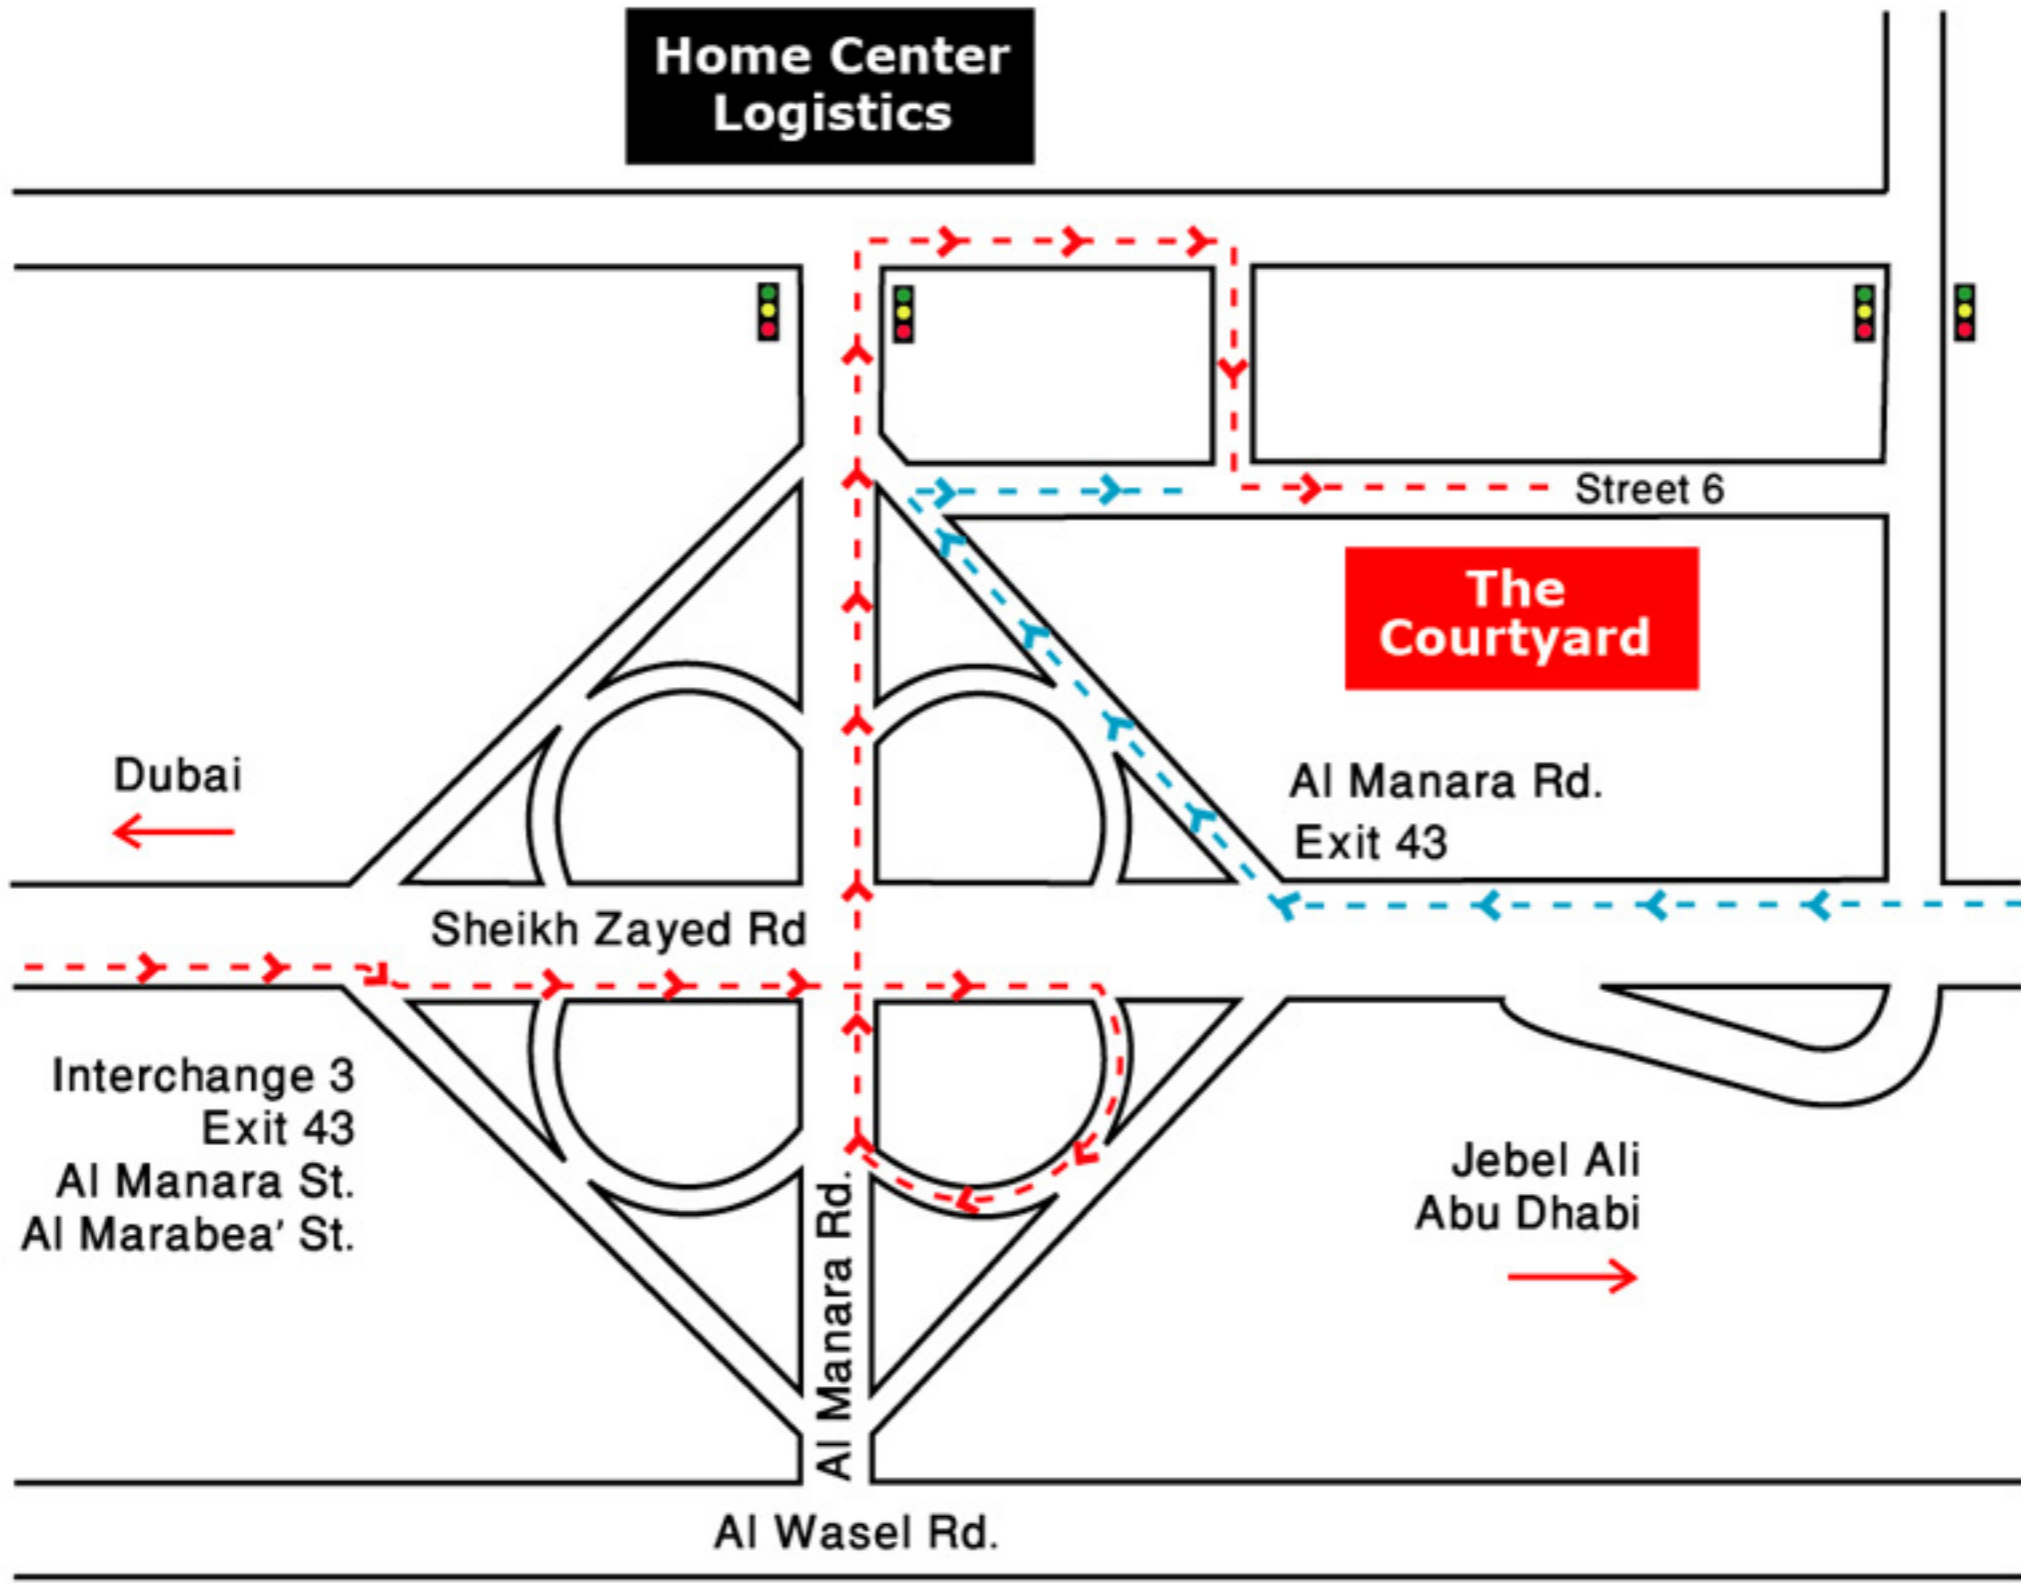 Home Center
Logistics
Street 6
The
Courtyard
Dubai
Al Manara Rd.
Exit 43
Sheikh Zayed Rd
Interchange 3
Exit 43
Al Manara St.
Al Marabea' St.
Jebel Ali
Abu Dhabi
Al Manara Rd.
Al Wasel Rd.